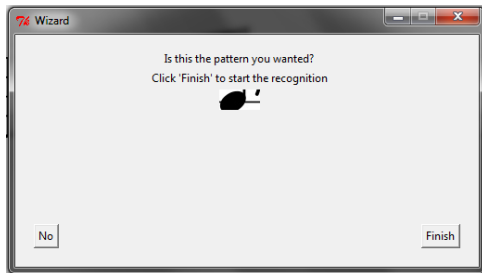 Wizard
Is this the pattern you wanted?
Click 'Finish' to start the recognition
No
Finish